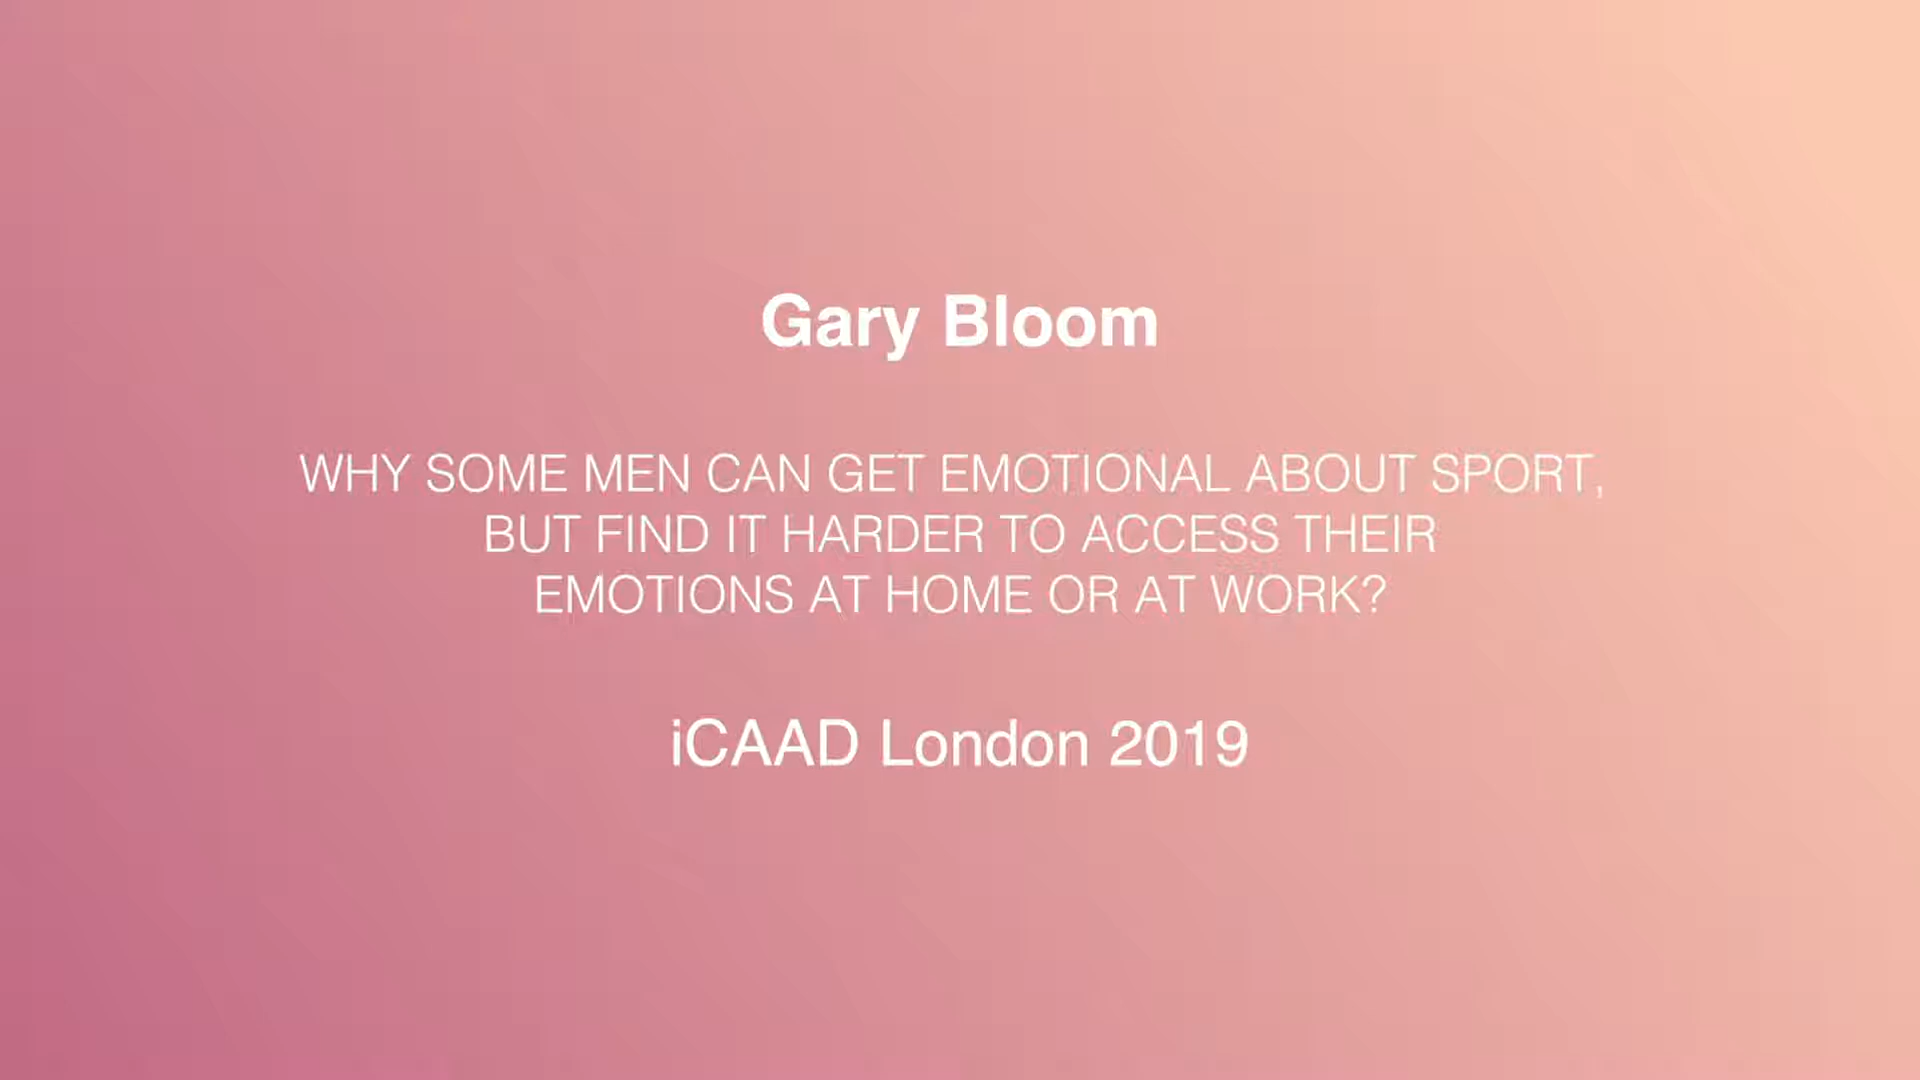 Gary Bloom
WHY SOME MEN CAN GET EMOTIONAL ABOUT SPORT,
BUT FIND IT HARDER TO ACCESS THEIR
EMOTIONS AT HOME OR AT WORK?
iCAAD London 2019